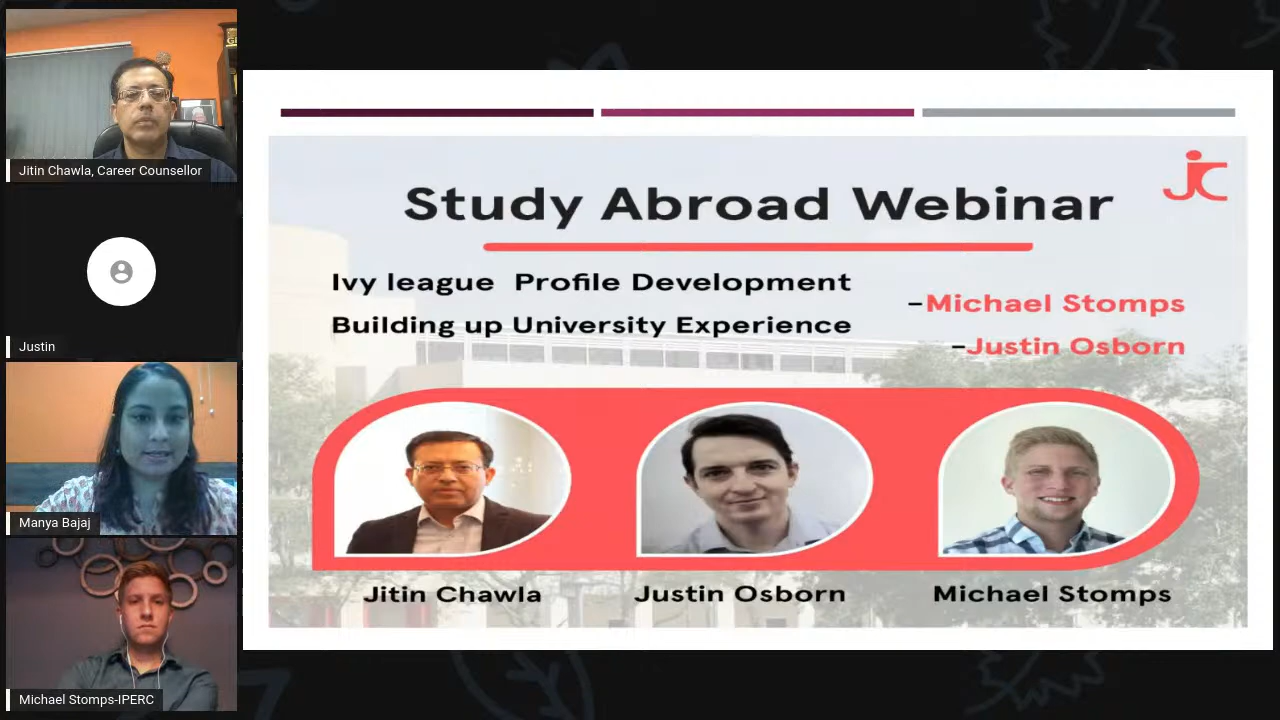 Jitin Chawla, Career Counsellor
Justin
Manya Bajaj
Michael Stomps-IPERC
JC
Study Abroad Webinar
Ivy league Profile Development
Building up University Experience
-Michael Stomps
-Justin Osborn
Jitin Chawla
Justin Osborn
Michael Stomps